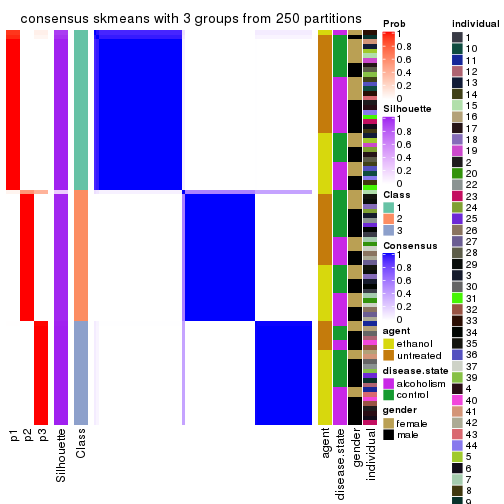 consensus skmeans with 3 groups from 250 partitions
p1
p2
p3
Silhouette
Class
agent
disease.state
gender
individual
Prob
1
0.8
0.6
0.4
0.2
0
Silhouette
1
0.8
0.6
0.4
0.2
0
Class
1
2
3
Consensus
1
0.8
0.6
0.4
0.2
0
agent
ethanol
untreated
disease.state
alcoholism
control
gender
female
male
individual
1
10
11
12
13
14
15
16
17
18
19
2
20
22
23
24
25
26
27
28
29
3
30
31
32
33
34
35
36
37
39
4
40
41
42
43
44
5
6
7
8
9